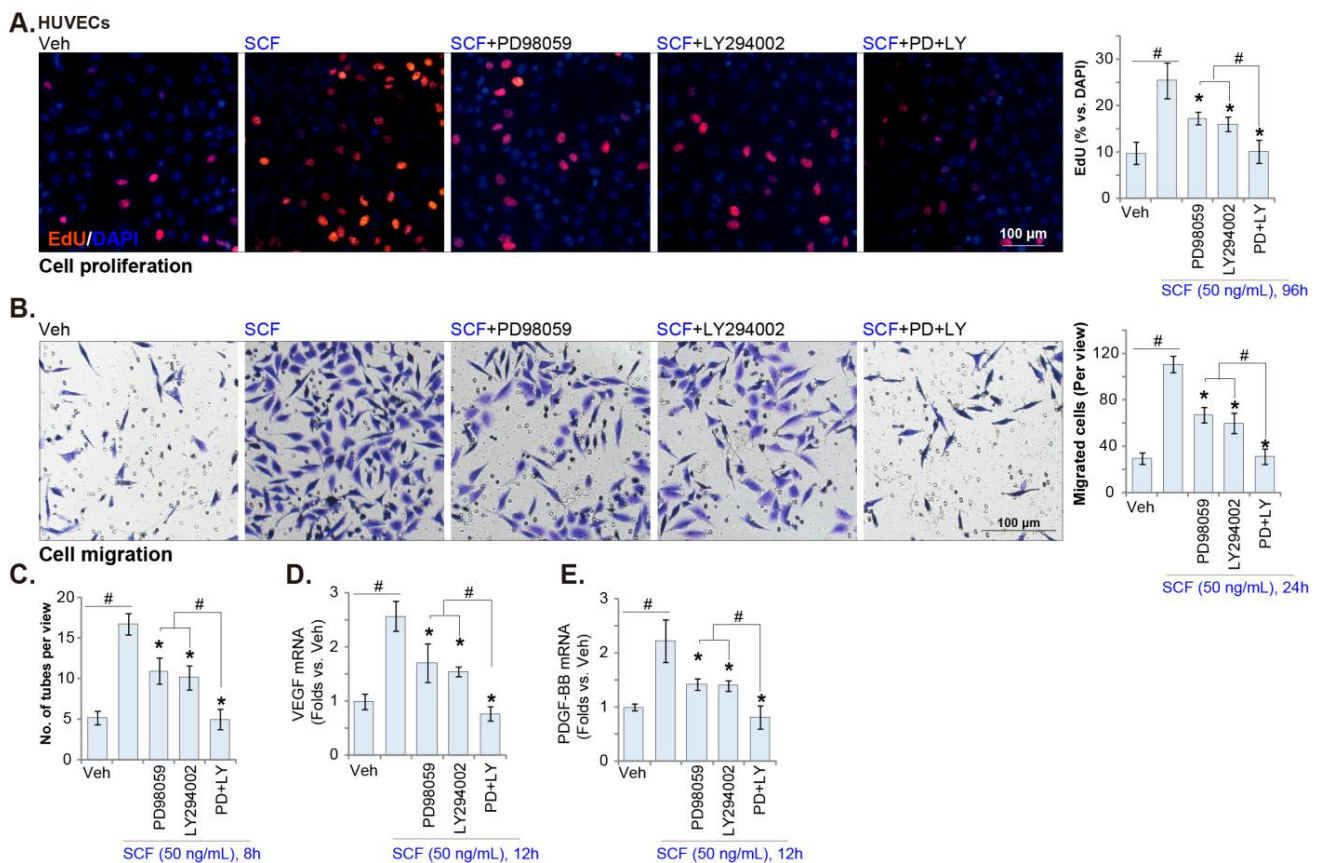 A. HUVECs
Veh SCF SCF+PD98059 SCF+LY294002 SCF+PD+LY
EdU/DAPI
100 μm
Cell proliferation
EdU (% vs. DAPI)
30
20
10
0
#
#
*
*
*
Veh
PD98059
LY294002
PD+LY
SCF (50 ng/mL), 96h
B.
Veh SCF SCF+PD98059 SCF+LY294002 SCF+PD+LY
100 μm
Cell migration
Migrated cells (Per view)
120
90
60
30
0
#
#
*
*
*
Veh
PD98059
LY294002
PD+LY
SCF (50 ng/mL), 24h
C.
No. of tubes per view
20
15
10
5
0
#
#
*
*
*
Veh
PD98059
LY294002
PD+LY
SCF (50 ng/mL), 8h
D.
VEGF mRNA
(Folds vs. Veh)
3
2
1
0
#
#
*
*
*
Veh
PD98059
LY294002
PD+LY
SCF (50 ng/mL), 12h
E.
PDGF-BB mRNA
(Folds vs. Veh)
3
2
1
0
#
#
*
*
*
Veh
PD98059
LY294002
PD+LY
SCF (50 ng/mL), 12h